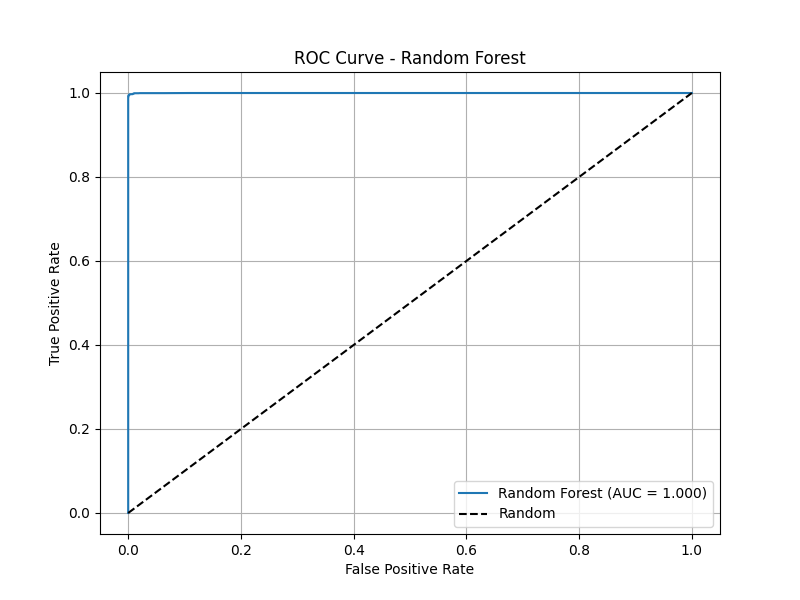 ROC Curve - Random Forest
1.0
0.8
0.6
0.4
0.2
0.0
True Positive Rate
0.0 0.2 0.4 0.6 0.8 1.0
False Positive Rate
Random Forest (AUC = 1.000)
Random